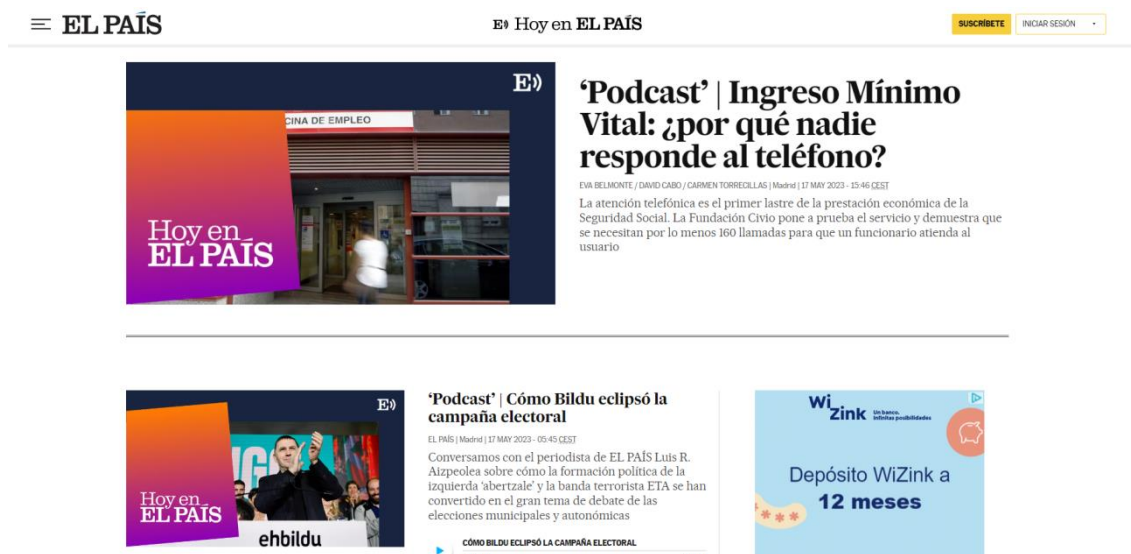 EL PAÍS
E Hoy en EL PAÍS
SUSCRÍBETE
INICIAR SESIÓN
E
CINA DE EMPLEO
Hoy en
EL PAÍS
‘Podcast’ | Ingreso Mínimo
Vital: ¿por qué nadie
responde al teléfono?
EVA BELMONTE / DAVID CABO / CARMEN TORRECILLAS | Madrid | 17 MAY 2023 - 15:46 CEST
La atención telefónica es el primer lastre de la prestación económica de la
Seguridad Social. La Fundación Civio pone a prueba el servicio y demuestra que
se necesitan por lo menos 160 llamadas para que un funcionario atienda al
usuario
E
Hoy en
EL PAÍS
ehbildu
‘Podcast’ | Cómo Bildu eclipsó la
campaña electoral
EL PAÍS | Madrid | 17 MAY 2023 - 05:45 CEST
Conversamos con el periodista de EL PAÍS Luis R.
Aizpeolea sobre cómo la formación política de la
izquierda ‘abertzale’ y la banda terrorista ETA se han
convertido en el gran tema de debate de las
elecciones municipales y autonómicas
CÓMO BILDU ECLIPSÓ LA CAMPAÑA ELECTORAL
WiZink
Un banco,
infinitas posibilidades
Depósito WiZink a
12 meses